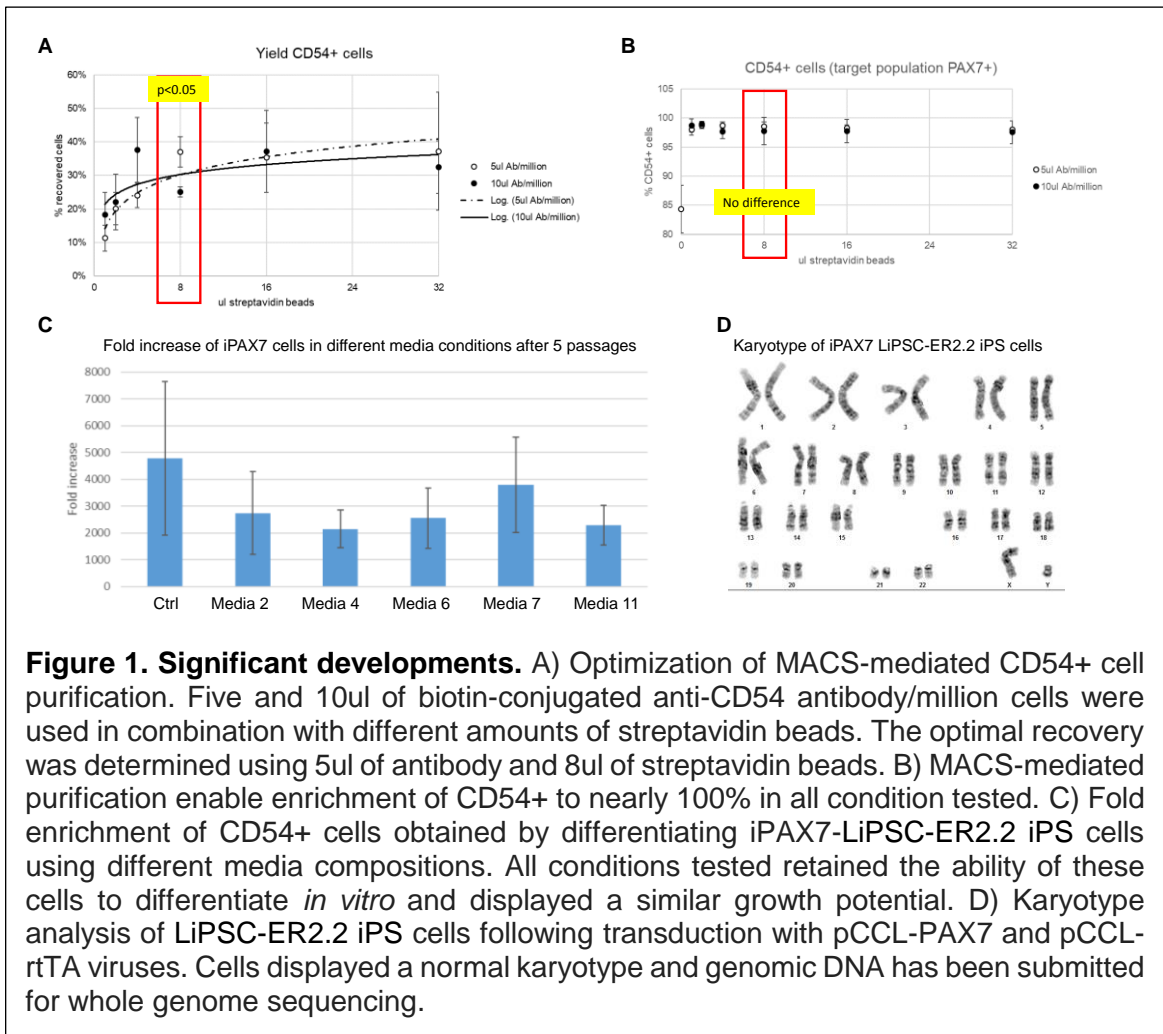 A
Yield CD54+ cells
60%
50%
40%
30%
20%
10%
0%
% recovered cells
p<0.05
0
8
16
24
32
ul streptavidin beads
5ul Ab/million
10ul Ab/million
Log. (5ul Ab/million)
Log. (10ul Ab/million)
B
CD54+ cells (target population PAX7+)
105
100
95
90
85
80
% CD54+ cells
No difference
0
8
16
24
32
ul streptavidin beads
5ul Ab/million
10ul Ab/million
C
Fold increase of iPAX7 cells in different media conditions after 5 passages
8000
7000
6000
5000
4000
3000
2000
1000
0
Fold increase
Ctrl Media 2 Media 4 Media 6 Media 7 Media 11
D
Karyotype of iPAX7 LiPSC-ER2.2 iPS cells
1 2 3 4 5
6 7 8 9 10 11 12
13 14 15 16 17 18
19 20 21 22 X Y
Figure 1. Significant developments. A) Optimization of MACS-mediated CD54+ cell
purification. Five and 10ul of biotin-conjugated anti-CD54 antibody/million cells were
used in combination with different amounts of streptavidin beads. The optimal recovery
was determined using 5ul of antibody and 8ul of streptavidin beads. B) MACS-mediated
purification enable enrichment of CD54+ to nearly 100% in all condition tested. C) Fold
enrichment of CD54+ cells obtained by differentiating iPAX7-LiPSC-ER2.2 iPS cells
using different media compositions. All conditions tested retained the ability of these
cells to differentiate in vitro and displayed a similar growth potential. D) Karyotype
analysis of LiPSC-ER2.2 iPS cells following transduction with pCCL-PAX7 and pCCL-
rtTA viruses. Cells displayed a normal karyotype and genomic DNA has been submitted
for whole genome sequencing.